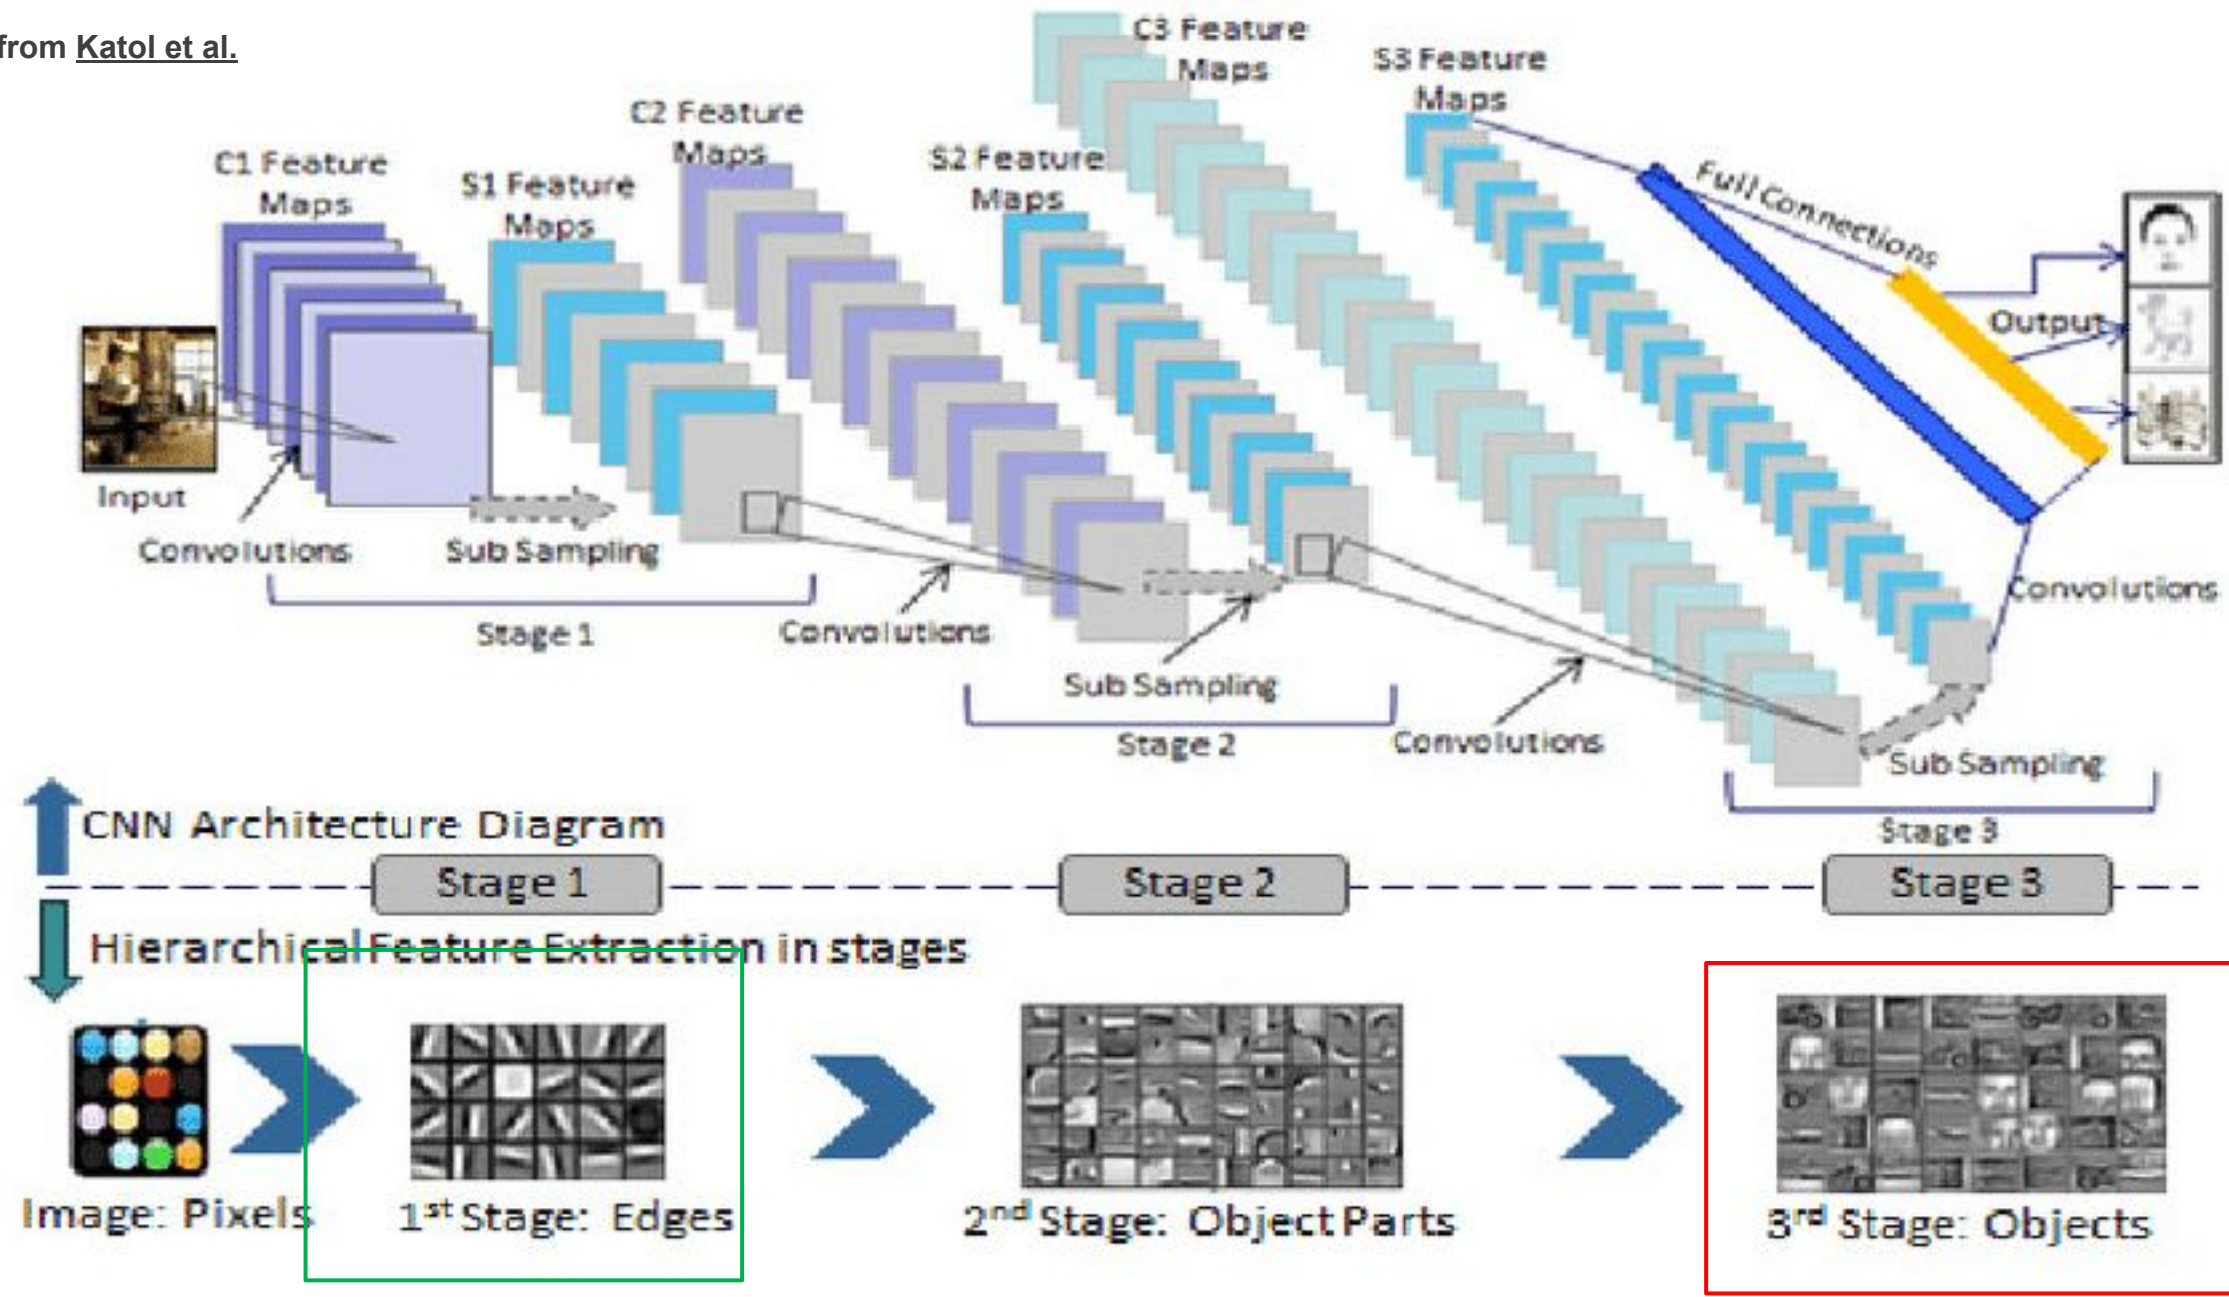 from Katol et al.
C1 Feature
Maps
S1 Feature
Maps
C2 Feature
Maps
S2 Feature
Maps
C3 Feature
Maps
S3 Feature
Maps
Full Connections
Output
Input
Convolutions
Sub Sampling
Stage 1
Convolutions
Sub Sampling
Stage 2
Convolutions
Convolutions
Sub Sampling
Stage 3
CNN Architecture Diagram
Stage 1
Stage 2
Stage 3
Hierarchical Feature Extraction in stages
Image: Pixels
1st Stage: Edges
2nd Stage: Object Parts
3rd Stage: Objects